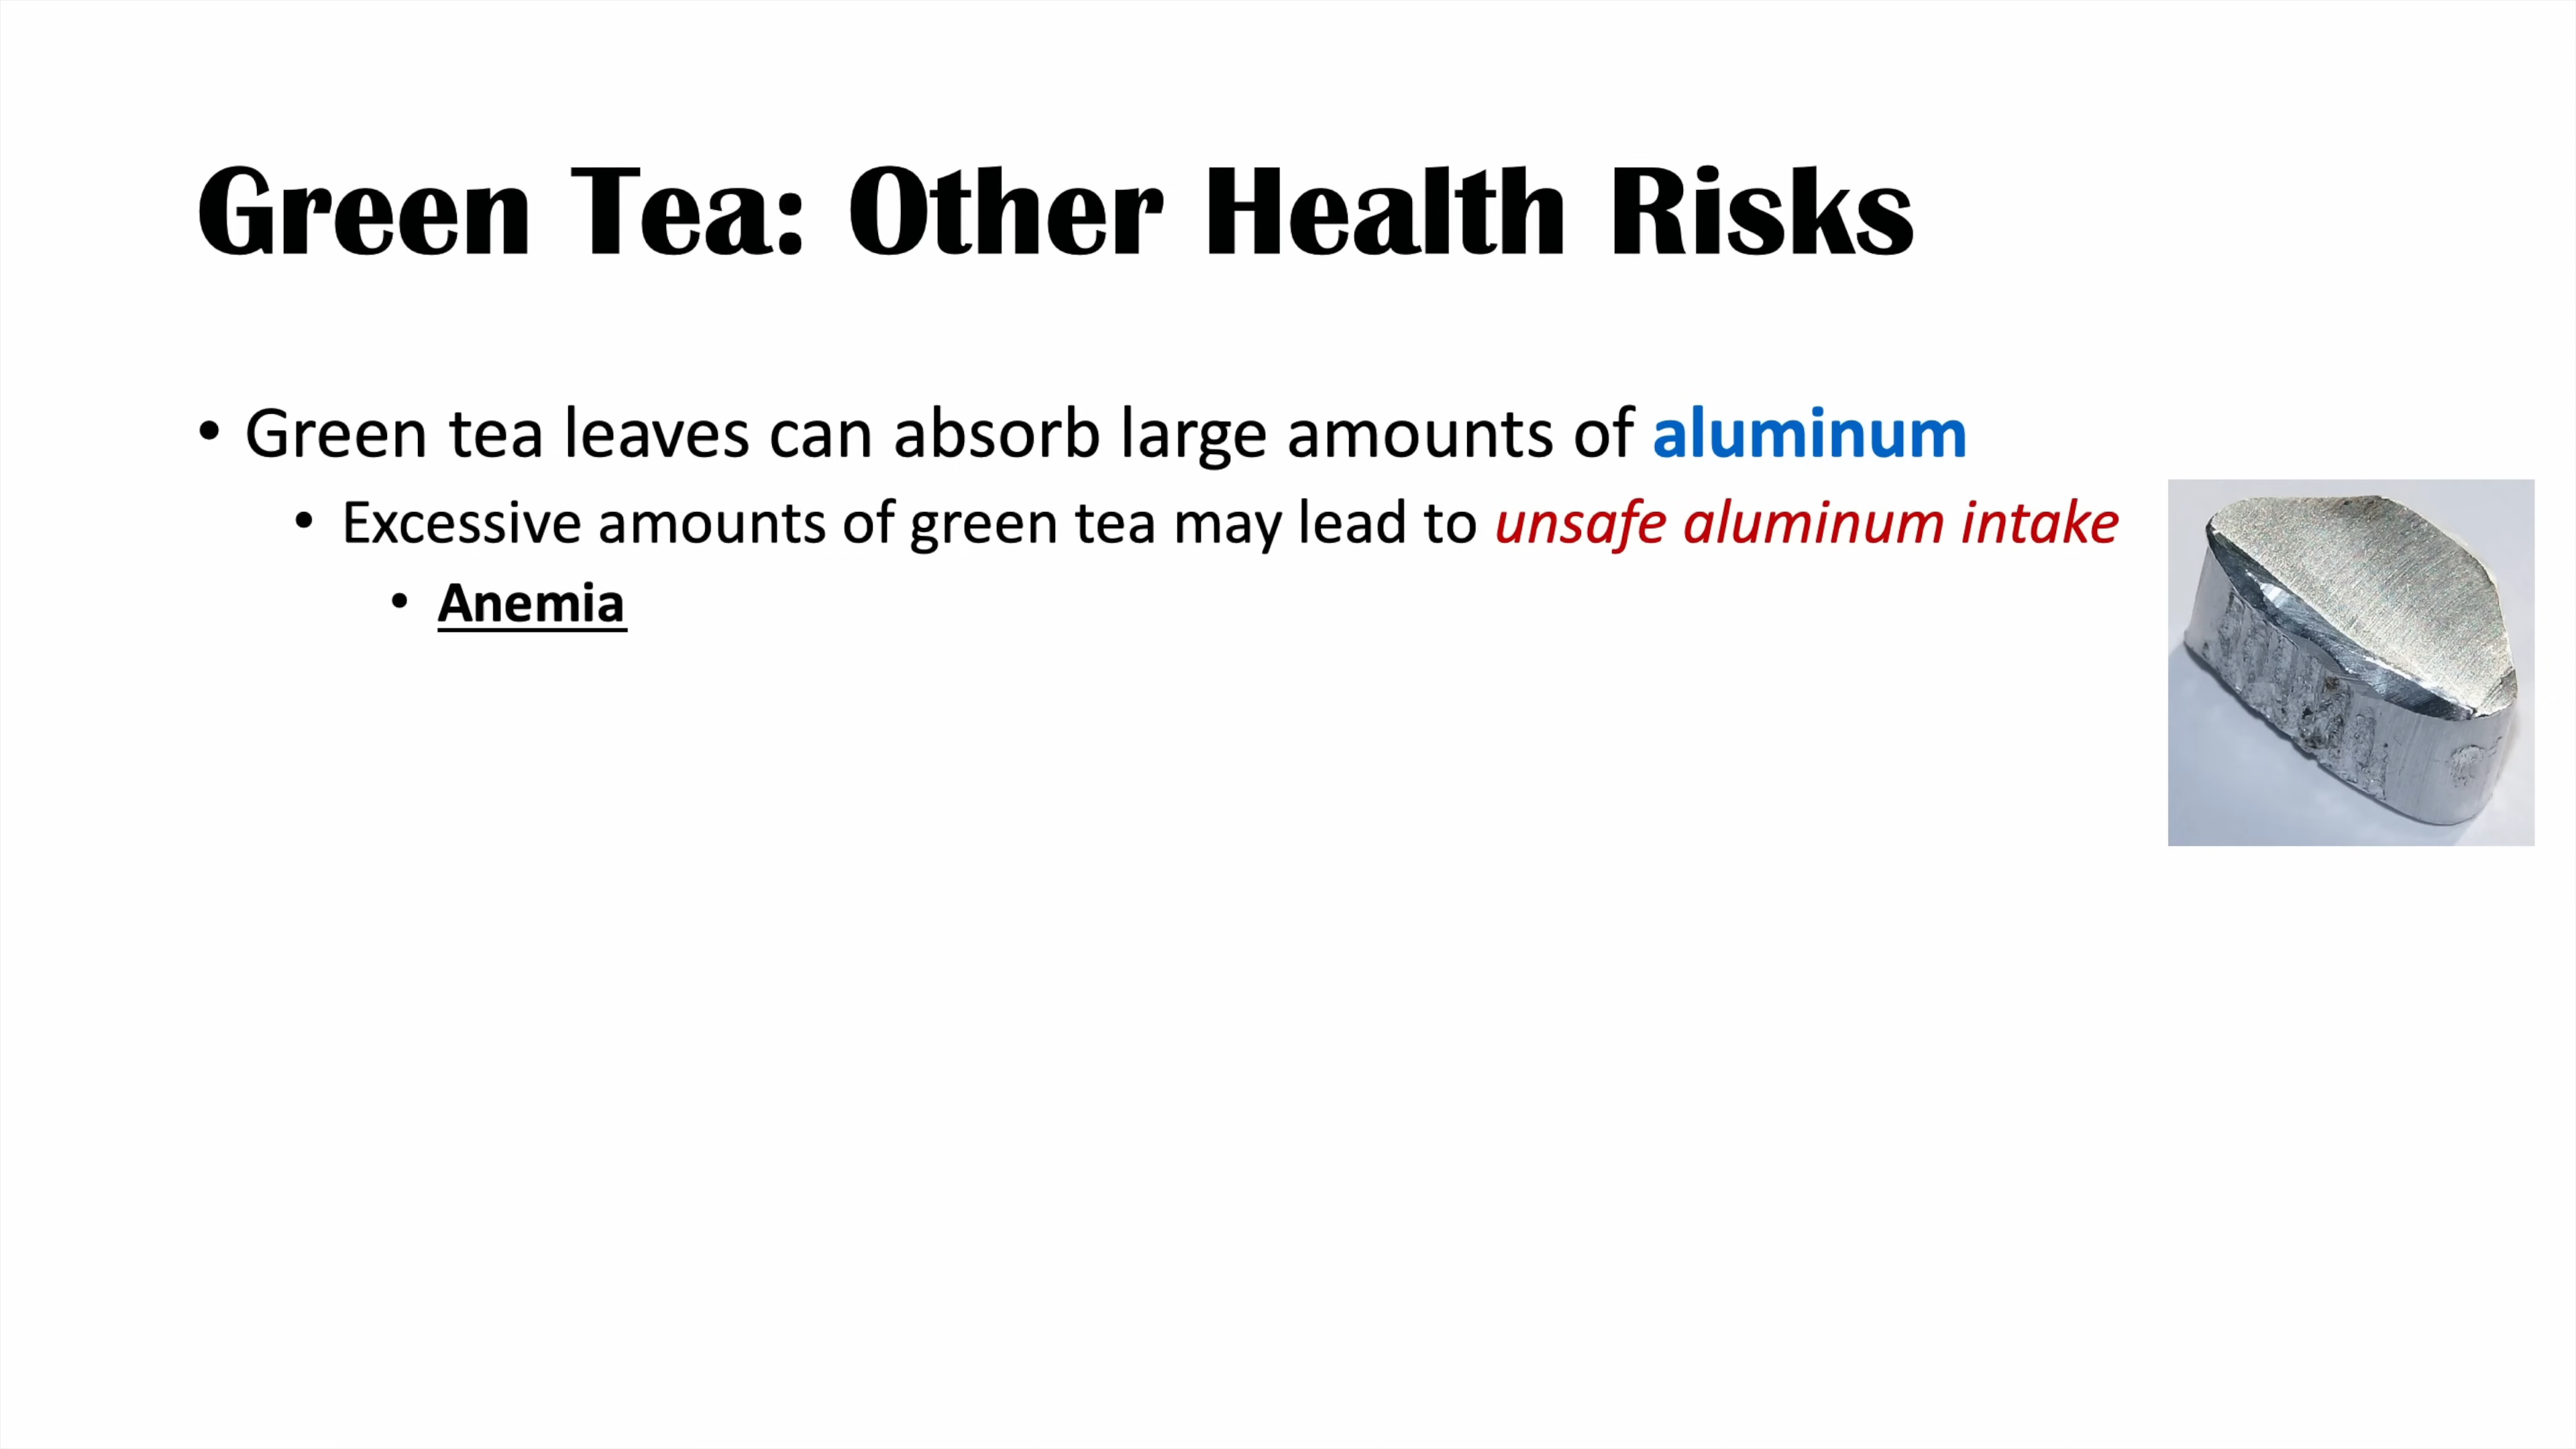 Green Tea: Other Health Risks
• Green tea leaves can absorb large amounts of aluminum
• Excessive amounts of green tea may lead to unsafe aluminum intake
• Anemia